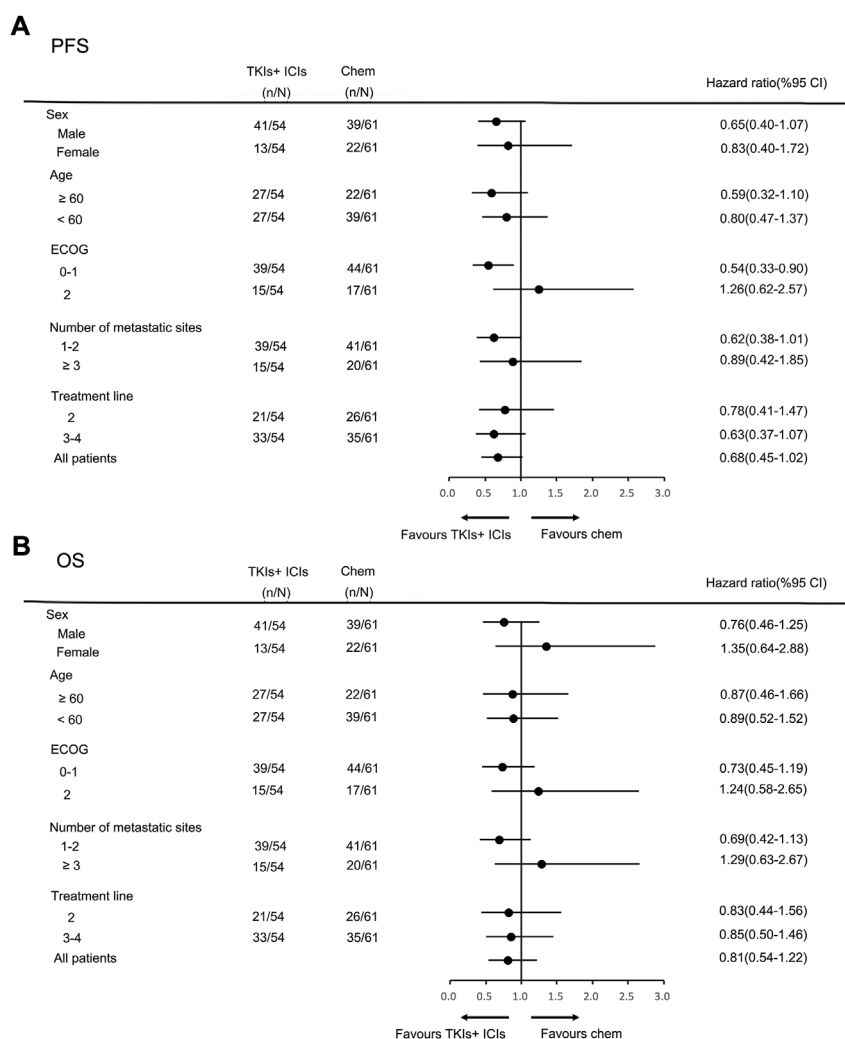 A
PFS
TKIs+ ICIs Chem Hazard ratio(%95 CI)
(n/N) (n/N)
Sex
Male 41/54 39/61 0.65(0.40-1.07)
Female 13/54 22/61 0.83(0.40-1.72)
Age
≥ 60 27/54 22/61 0.59(0.32-1.10)
< 60 27/54 39/61 0.80(0.47-1.37)
ECOG
0-1 39/54 44/61 0.54(0.33-0.90)
2 15/54 17/61 1.26(0.62-2.57)
Number of metastatic sites
1-2 39/54 41/61 0.62(0.38-1.01)
≥ 3 15/54 20/61 0.89(0.42-1.85)
Treatment line
2 21/54 26/61 0.78(0.41-1.47)
3-4 33/54 35/61 0.63(0.37-1.07)
All patients 0.68(0.45-1.02)
0.0 0.5 1.0 1.5 2.0 2.5 3.0
Favours TKIs+ ICIs Favours chem
B
OS
TKIs+ ICIs Chem Hazard ratio(%95 CI)
(n/N) (n/N)
Sex
Male 41/54 39/61 0.76(0.46-1.25)
Female 13/54 22/61 1.35(0.64-2.88)
Age
≥ 60 27/54 22/61 0.87(0.46-1.66)
< 60 27/54 39/61 0.89(0.52-1.52)
ECOG
0-1 39/54 44/61 0.73(0.45-1.19)
2 15/54 17/61 1.24(0.58-2.65)
Number of metastatic sites
1-2 39/54 41/61 0.69(0.42-1.13)
≥ 3 15/54 20/61 1.29(0.63-2.67)
Treatment line
2 21/54 26/61 0.83(0.44-1.56)
3-4 33/54 35/61 0.85(0.50-1.46)
All patients 0.81(0.54-1.22)
0.0 0.5 1.0 1.5 2.0 2.5 3.0
Favours TKIs+ ICIs Favours chem